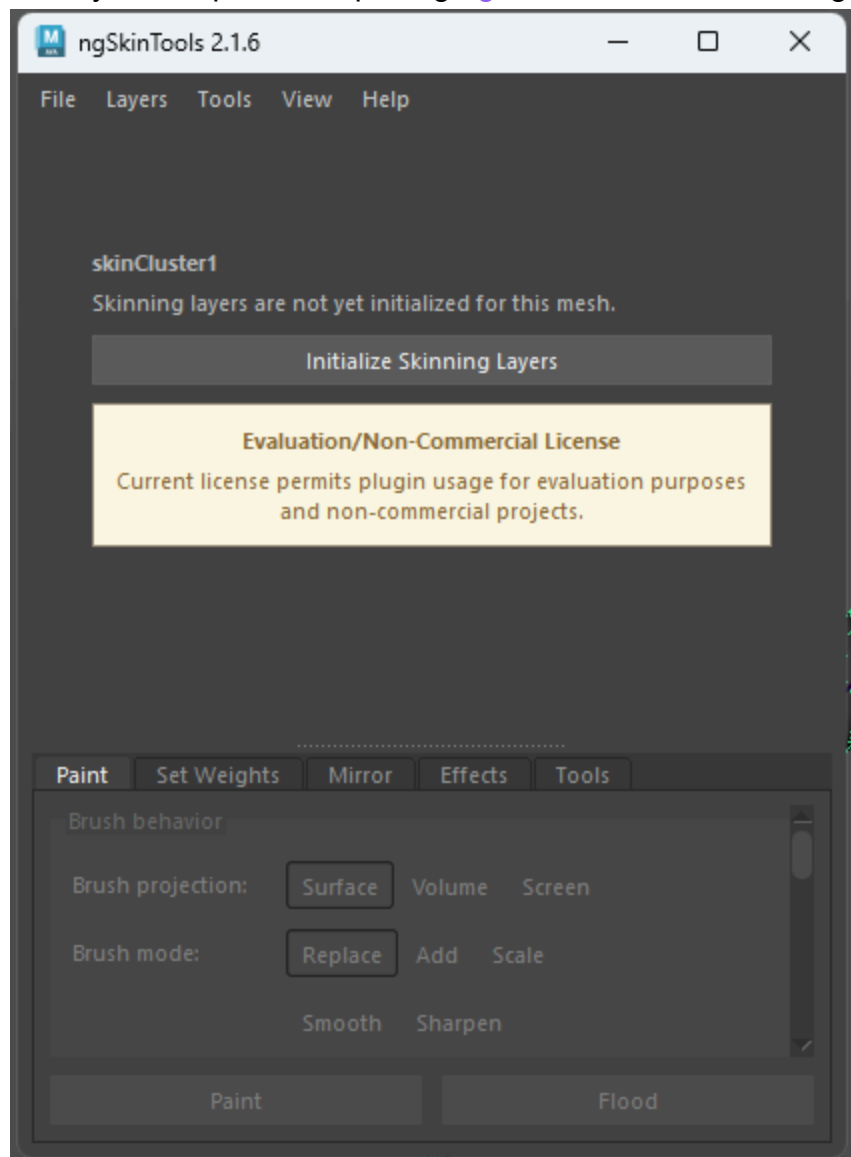 ngSkinTools 2.1.6
File Layers Tools View Help
skinCluster1
Skinning layers are not yet initialized for this mesh.
Initialize Skinning Layers
Evaluation/Non-Commercial License
Current license permits plugin usage for evaluation purposes
and non-commercial projects.
Paint Set Weights Mirror Effects Tools
Brush behavior
Brush projection: Surface Volume Screen
Brush mode: Replace Add Scale
Smooth Sharpen
Paint Flood